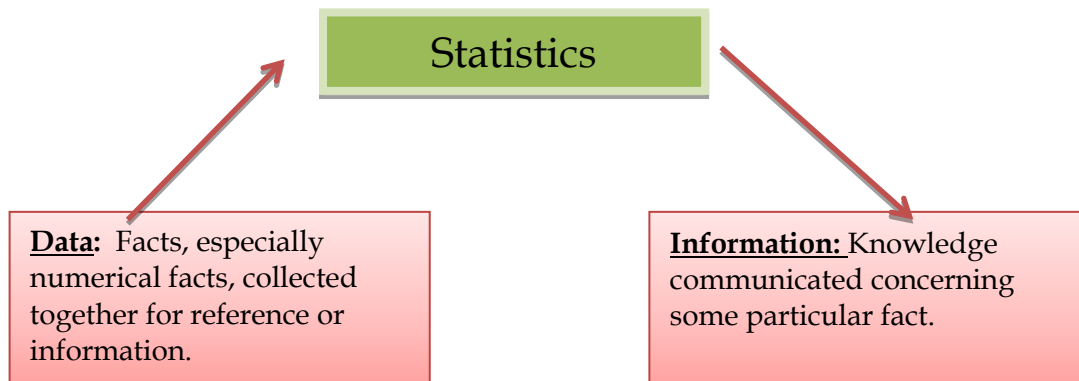 Statistics
Data: Facts, especially
numerical facts, collected
together for reference or
information.
Information: Knowledge
communicated concerning
some particular fact.